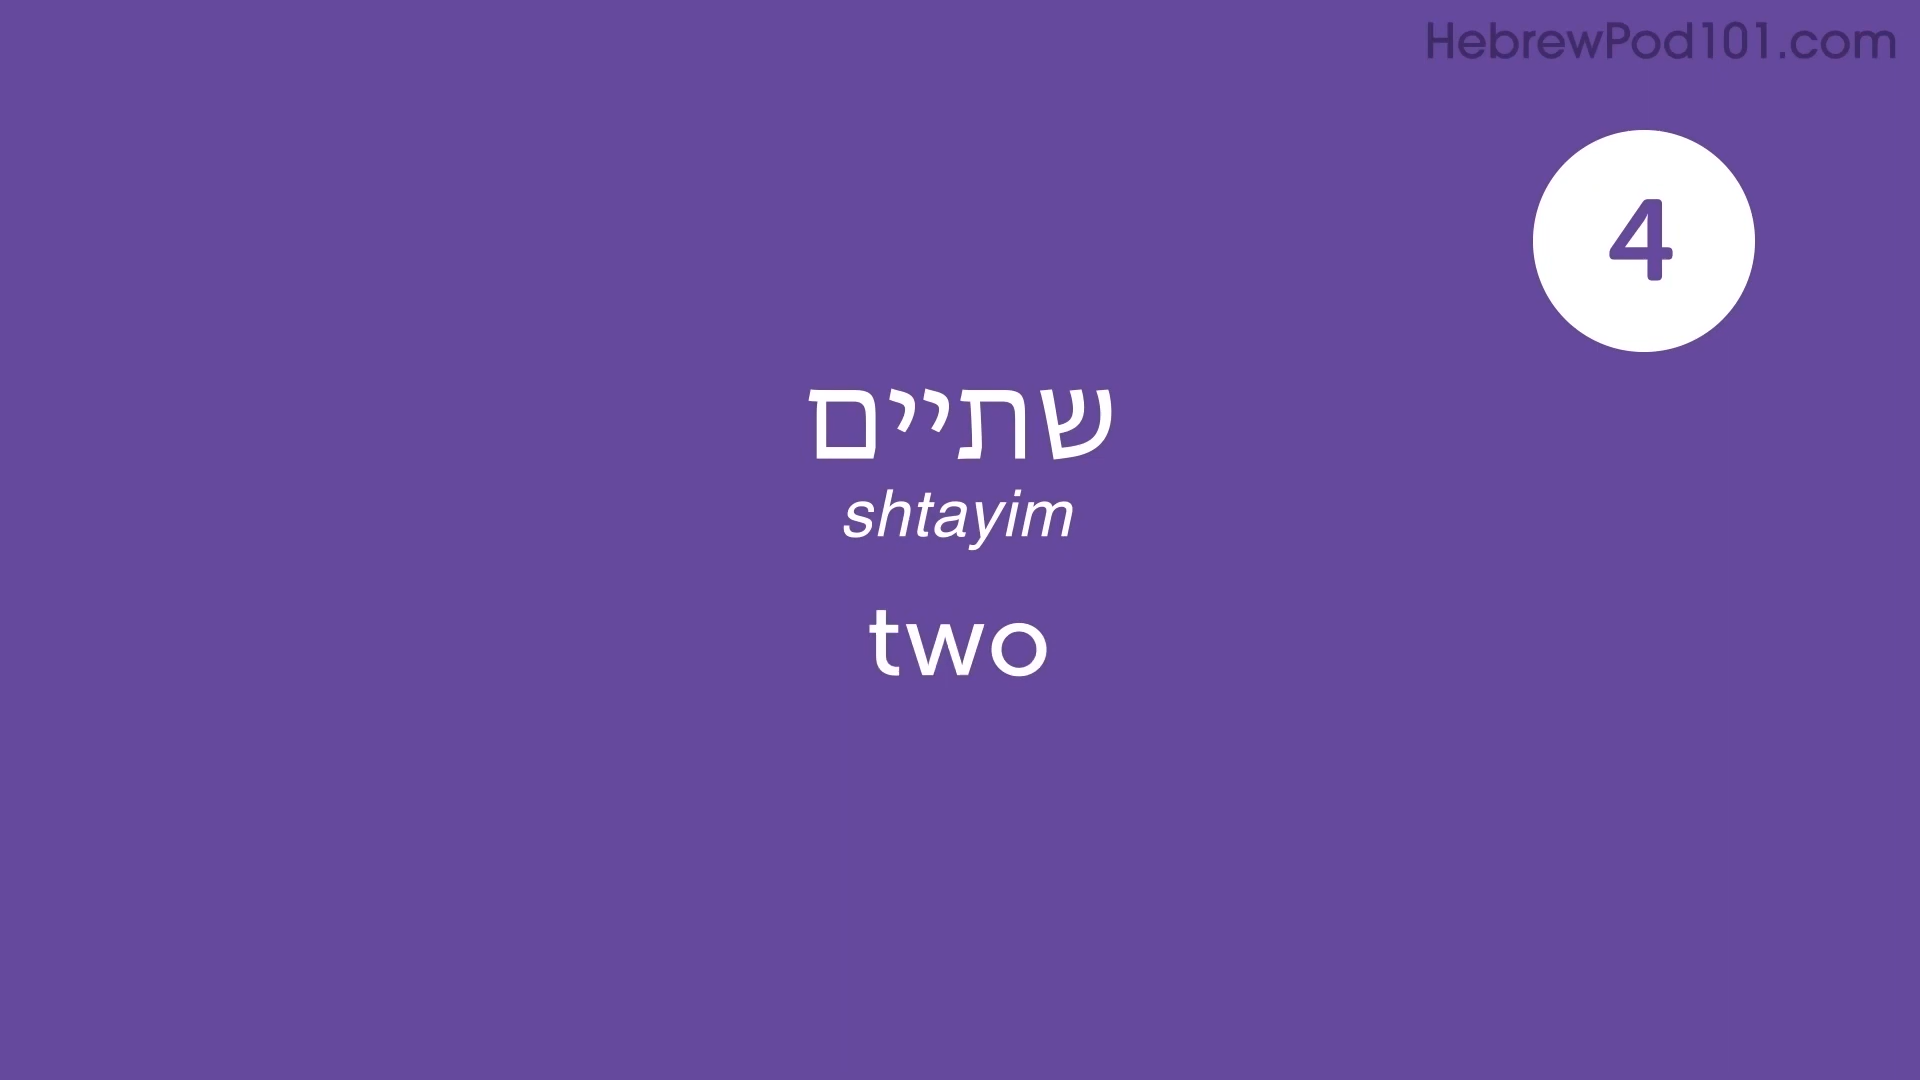 HebrewPod101.com
4
שתיים
shtayim
two